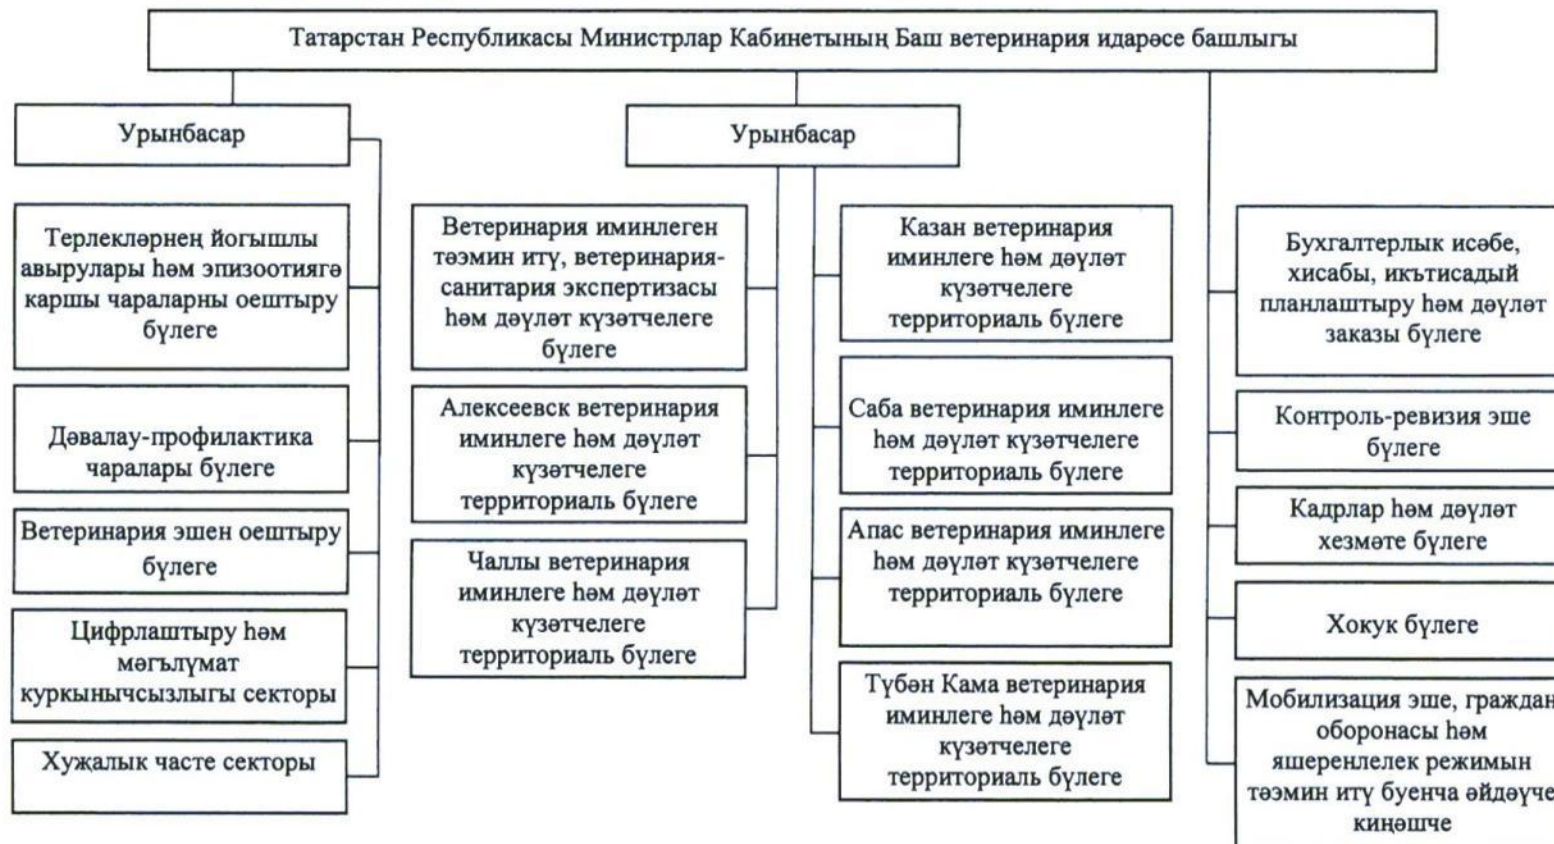 Татарстан Республикасы Министрлар Кабинетының Баш ветеринария идарәсе башлыгы
Урынбасар
Терлекләрнең йогышлы
авырулары һәм эпизоотиягә
каршы чараларны оештыру
бүлеге
Дәвалау-профилактика
чаралары бүлеге
Ветеринария эшен оештыру
бүлеге
Цифрлаштыру һәм
мәгълүмат
куркынычсызлыгы секторы
Хуҗалык часте секторы
Урынбасар
Ветеринария иминлеген
тәэмин итү, ветеринария-
санитария экспертизасы
һәм дәүләт күзәтчелеге
бүлеге
Алексеевск ветеринария
иминлеге һәм дәүләт
күзәтчелеге
территориаль бүлеге
Чаллы ветеринария
иминлеге һәм дәүләт
күзәтчелеге
территориаль бүлеге
Казан ветеринария
иминлеге һәм дәүләт
күзәтчелеге
территориаль бүлеге
Саба ветеринария иминлеге
һәм дәүләт күзәтчелеге
территориаль бүлеге
Апас ветеринария иминлеге
һәм дәүләт күзәтчелеге
территориаль бүлеге
Түбән Кама ветеринария
иминлеге һәм дәүләт
күзәтчелеге
территориаль бүлеге
Бухгалтерлык исәбе,
хисабы, икътисадый
планлаштыру һәм дәүләт
заказы бүлеге
Контроль-ревизия эше
бүлеге
Кадрлар һәм дәүләт
хезмәте бүлеге
Хокук бүлеге
Мобилизация эше, граждан
оборонасы һәм
яшеренлелек режимын
тәэмин итү буенча әйдәүче
киңәшче